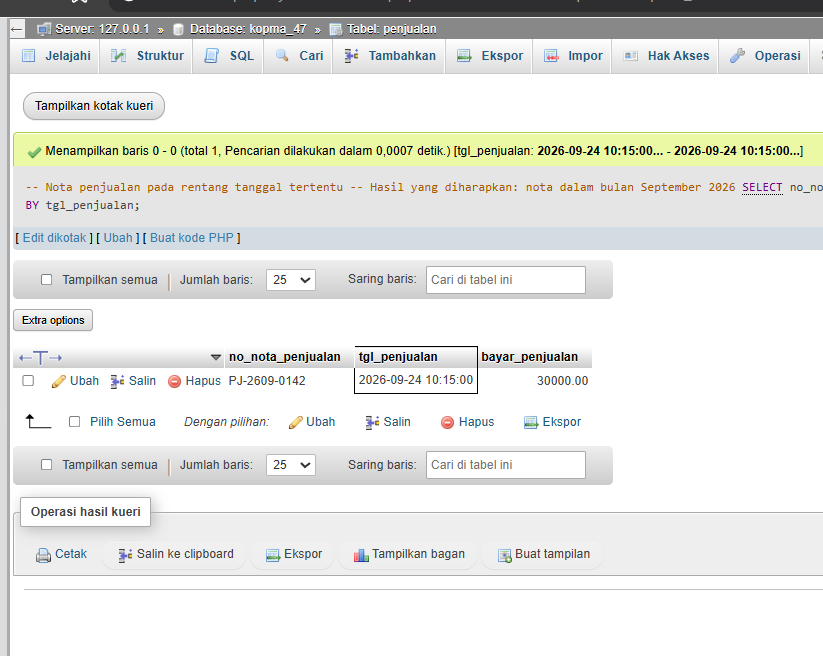 Server: 127.0.0.1 » Database: kopma_47 » Tabel: penjualan
Jelajahi Struktur SQL Cari Tambahkan Ekspor Impor Hak Akses Operasi
Tampilkan kotak kueri
Menampilkan baris 0 - 0 (total 1, Pencarian dilakukan dalam 0,0007 detik.) [tgl_penjualan: 2026-09-24 10:15:00... - 2026-09-24 10:15:00...]
-- Nota penjualan pada rentang tanggal tertentu -- Hasil yang diharapkan: nota dalam bulan September 2026 SELECT no_no
BY tgl_penjualan;
[ Edit dikotak ] [ Ubah ] [ Buat kode PHP ]
Tampilkan semua | Jumlah baris: 25 Saring baris: Cari di tabel ini
Extra options
←T→ no_nota_penjualan tgl_penjualan bayar_penjualan
Ubah Salin Hapus PJ-2609-0142 2026-09-24 10:15:00 30000.00
Pilih Semua Dengan pilihan: Ubah Salin Hapus Ekspor
Tampilkan semua | Jumlah baris: 25 Saring baris: Cari di tabel ini
Operasi hasil kueri
Cetak Salin ke clipboard Ekspor Tampilkan bagan Buat tampilan